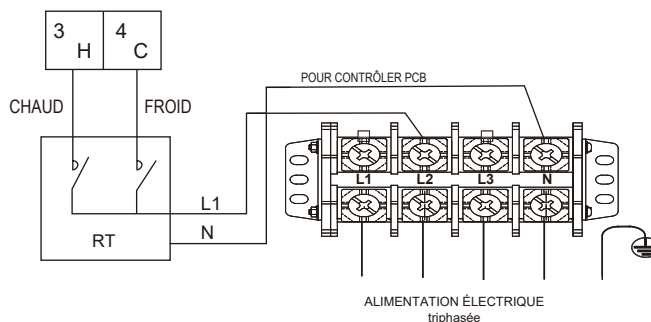 3 4
H C
POUR CONTRÔLER PCB
CHAUD FROID
L1 L2 L3 N
L1
N
RT
ALIMENTATION ÉLECTRIQUE
triphasée